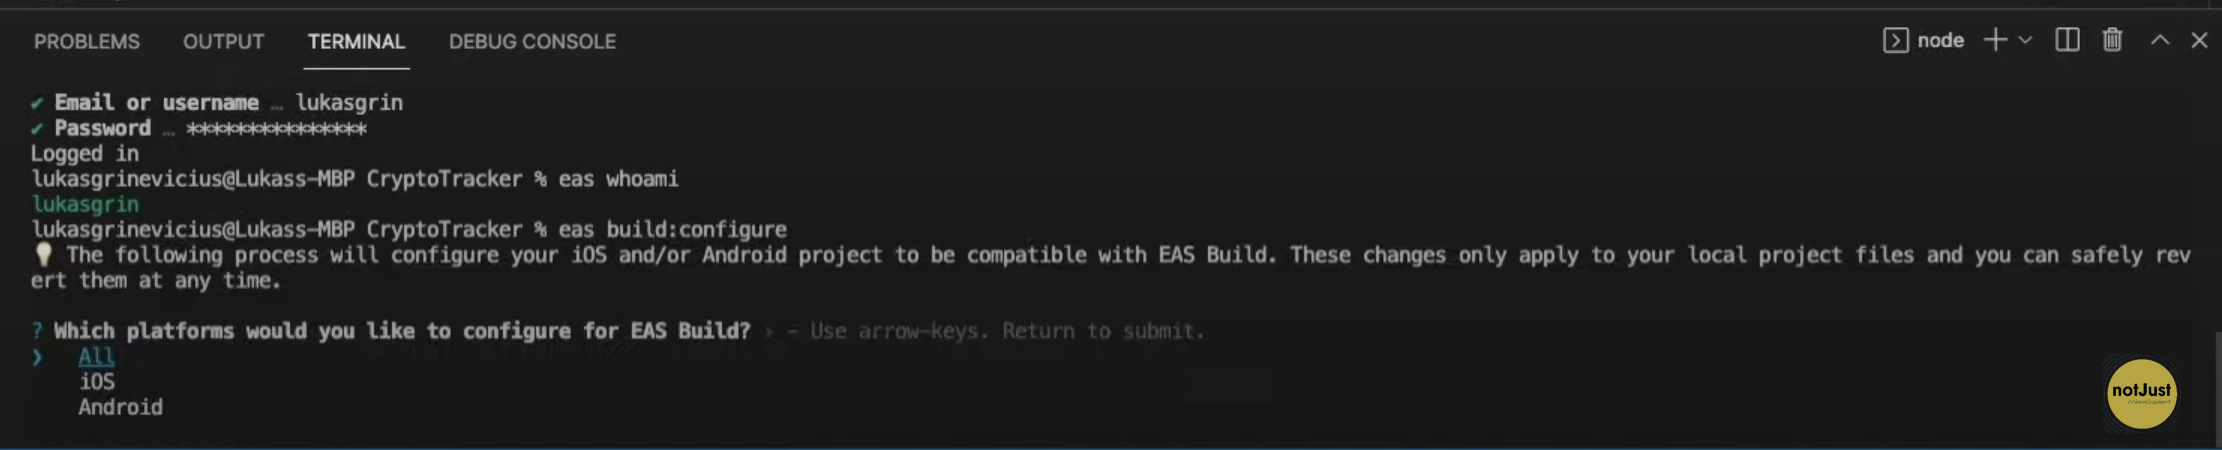 PROBLEMS OUTPUT TERMINAL DEBUG CONSOLE node
✔ Email or username … lukasgrin
✔ Password … ***************
Logged in
lukasgrinevicius@Lukass-MBP CryptoTracker % eas whoami
lukasgrin
lukasgrinevicius@Lukass-MBP CryptoTracker % eas build:configure
💡 The following process will configure your iOS and/or Android project to be compatible with EAS Build. These changes only apply to your local project files and you can safely rev
ert them at any time.
? Which platforms would you like to configure for EAS Build? › - Use arrow-keys. Return to submit.
❯ All
iOS
Android
notJust
//development